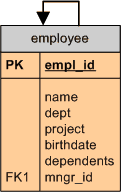 employee
PK empl_id
name
dept
project
birthdate
dependents
FK1 mngr_id